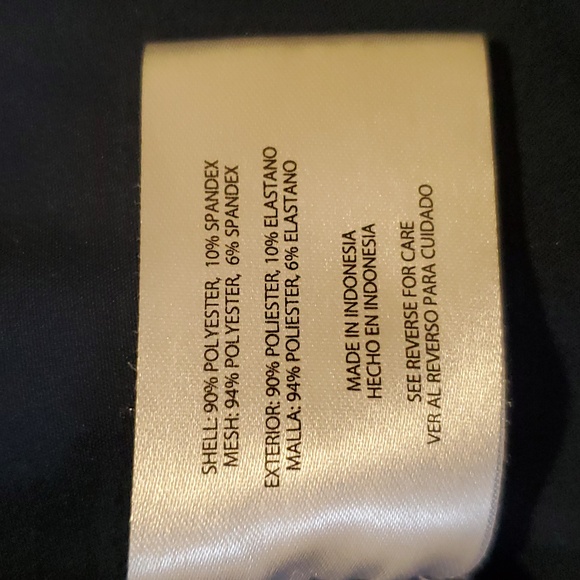 SHELL: 90% POLYESTER, 10% SPANDEX
MESH: 94% POLYESTER, 6% SPANDEX
EXTERIOR: 90% POLIESTER, 10% ELASTANO
MALLA: 94% POLIESTER, 6% ELASTANO
MADE IN INDONESIA
HECHO EN INDONESIA
SEE REVERSE FOR CARE
VER AL REVERSO PARA CUIDADO